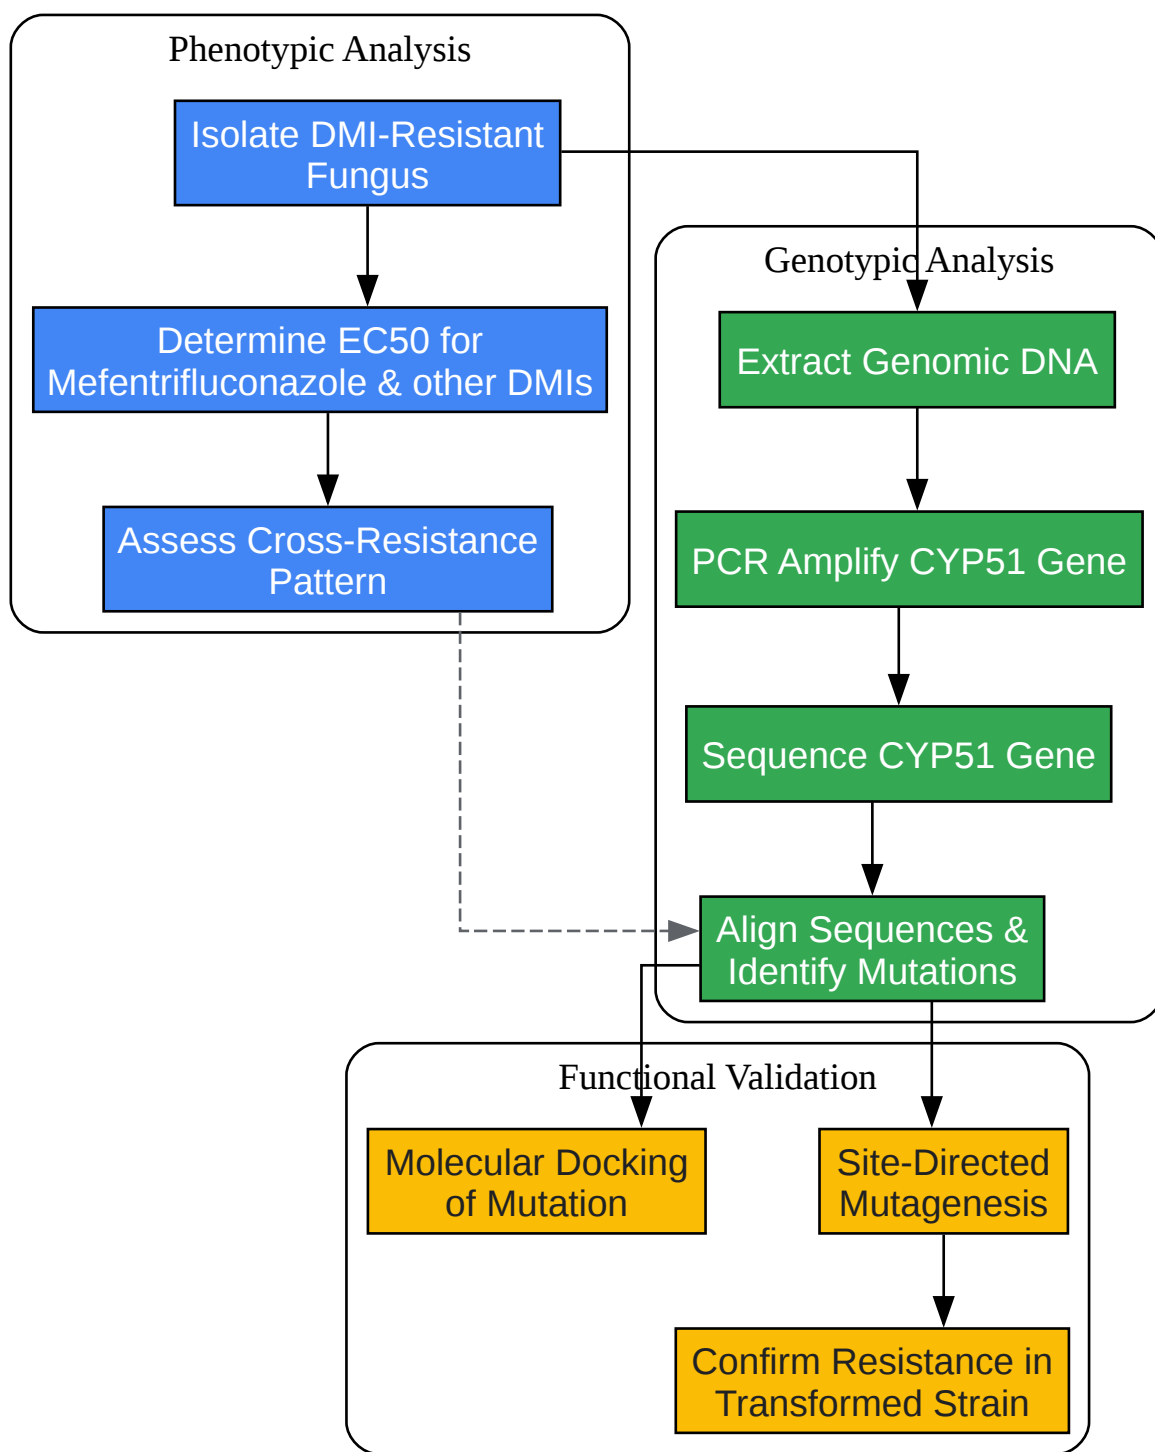 Phenotypic Analysis
Isolate DMI-Resistant
Fungus
Determine EC50 for
Mefentrifluconazole & other DMIs
Assess Cross-Resistance
Pattern
Genotypic Analysis
Extract Genomic DNA
PCR Amplify CYP51 Gene
Sequence CYP51 Gene
Align Sequences &
Identify Mutations
Functional Validation
Molecular Docking
of Mutation
Site-Directed
Mutagenesis
Confirm Resistance in
Transformed Strain